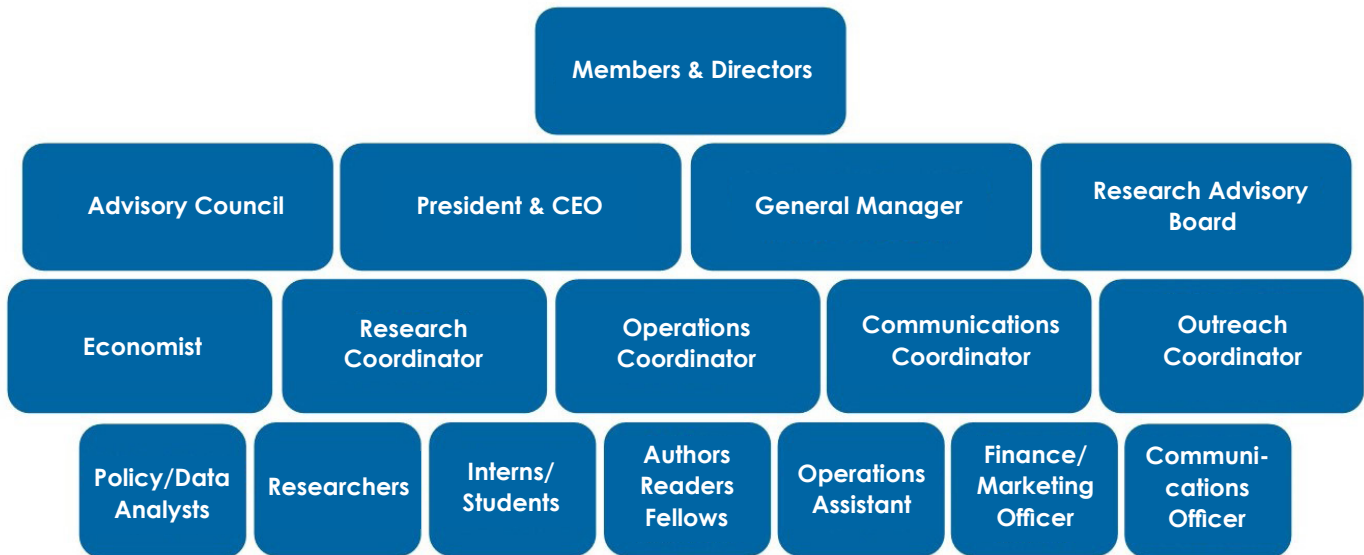 Members & Directors
Advisory Council
President & CEO
General Manager
Research Advisory
Board
Economist
Research
Coordinator
Operations
Coordinator
Communications
Coordinator
Outreach
Coordinator
Policy/Data
Analysts
Researchers
Interns/
Students
Authors
Readers
Fellows
Operations
Assistant
Finance/
Marketing
Officer
Communi-
cations
Officer